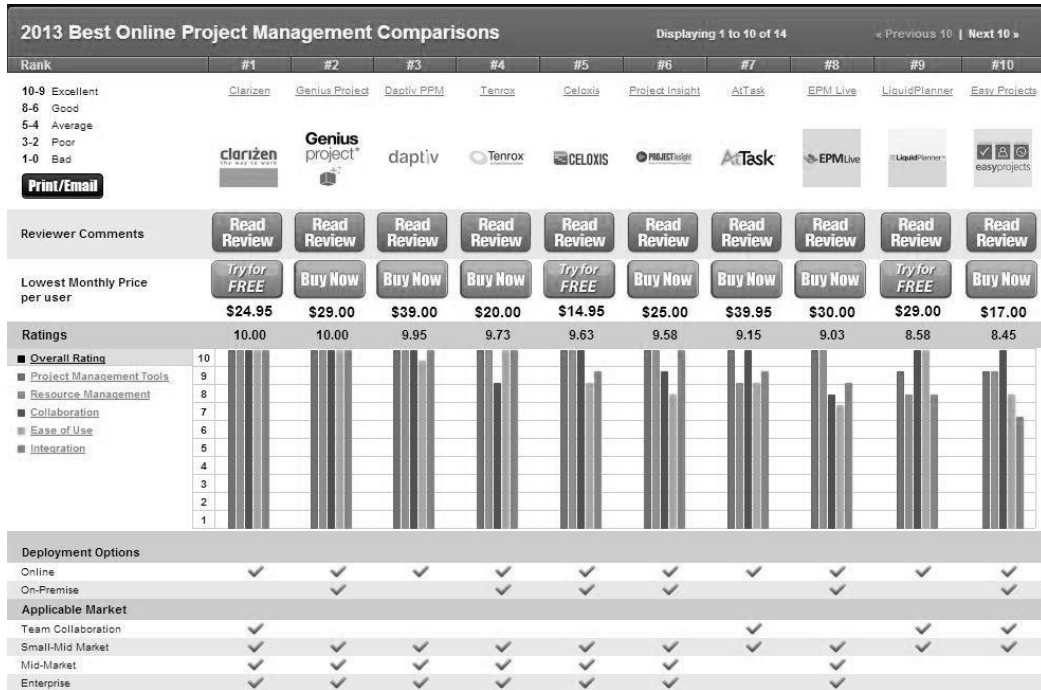 2013 Best Online Project Management Comparisons Displaying 1 to 10 of 14 « Previous 10 | Next 10 »
Rank #1 #2 #3 #4 #5 #6 #7 #8 #9 #10
10-9 Excellent Clarizen Genius Project Daptiv PPM Tenrox Celoxis Project Insight AtTask EPM Live LiquidPlanner Easy Projects
8-6 Good
5-4 Average
3-2 Poor
1-0 Bad
clarizen the way to work Genius project daptiv Tenrox CELOXIS PROJECT insight AtTask EPMLive LiquidPlanner easyprojects
Print/Email
Reviewer Comments Read Review Read Review Read Review Read Review Read Review Read Review Read Review Read Review Read Review Read Review
Lowest Monthly Price per user Try for FREE Buy Now Buy Now Buy Now Try for FREE Buy Now Buy Now Buy Now Try for FREE Buy Now
$24.95 $29.00 $39.00 $20.00 $14.95 $25.00 $39.95 $30.00 $29.00 $17.00
Ratings 10.00 10.00 9.95 9.73 9.63 9.58 9.15 9.03 8.58 8.45
Overall Rating 10
Project Management Tools 9
Resource Management 8
Collaboration 7
Ease of Use 6
Integration 5
4
3
2
1
Deployment Options
Online
On-Premise
Applicable Market
Team Collaboration
Small-Mid Market
Mid-Market
Enterprise